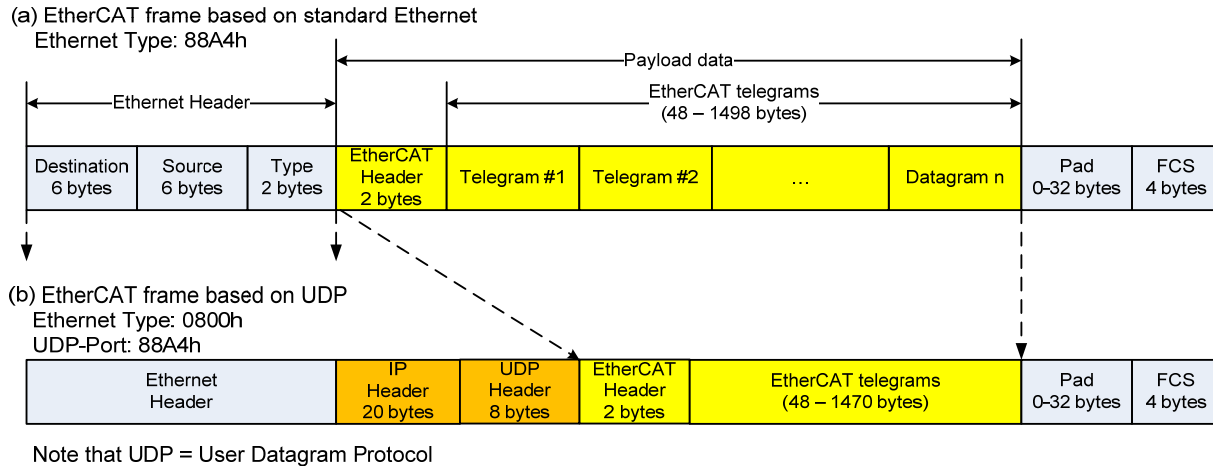 (a) EtherCAT frame based on standard Ethernet
Ethernet Type: 88A4h
Payload data
Ethernet Header
EtherCAT telegrams
(48 – 1498 bytes)
Destination
6 bytes
Source
6 bytes
Type
2 bytes
EtherCAT
Header
2 bytes
Telegram #1
Telegram #2
...
Datagram n
Pad
0–32 bytes
FCS
4 bytes
(b) EtherCAT frame based on UDP
Ethernet Type: 0800h
UDP-Port: 88A4h
Ethernet
Header
IP
Header
20 bytes
UDP
Header
8 bytes
EtherCAT
Header
2 bytes
EtherCAT telegrams
(48 – 1470 bytes)
Pad
0–32 bytes
FCS
4 bytes
Note that UDP = User Datagram Protocol